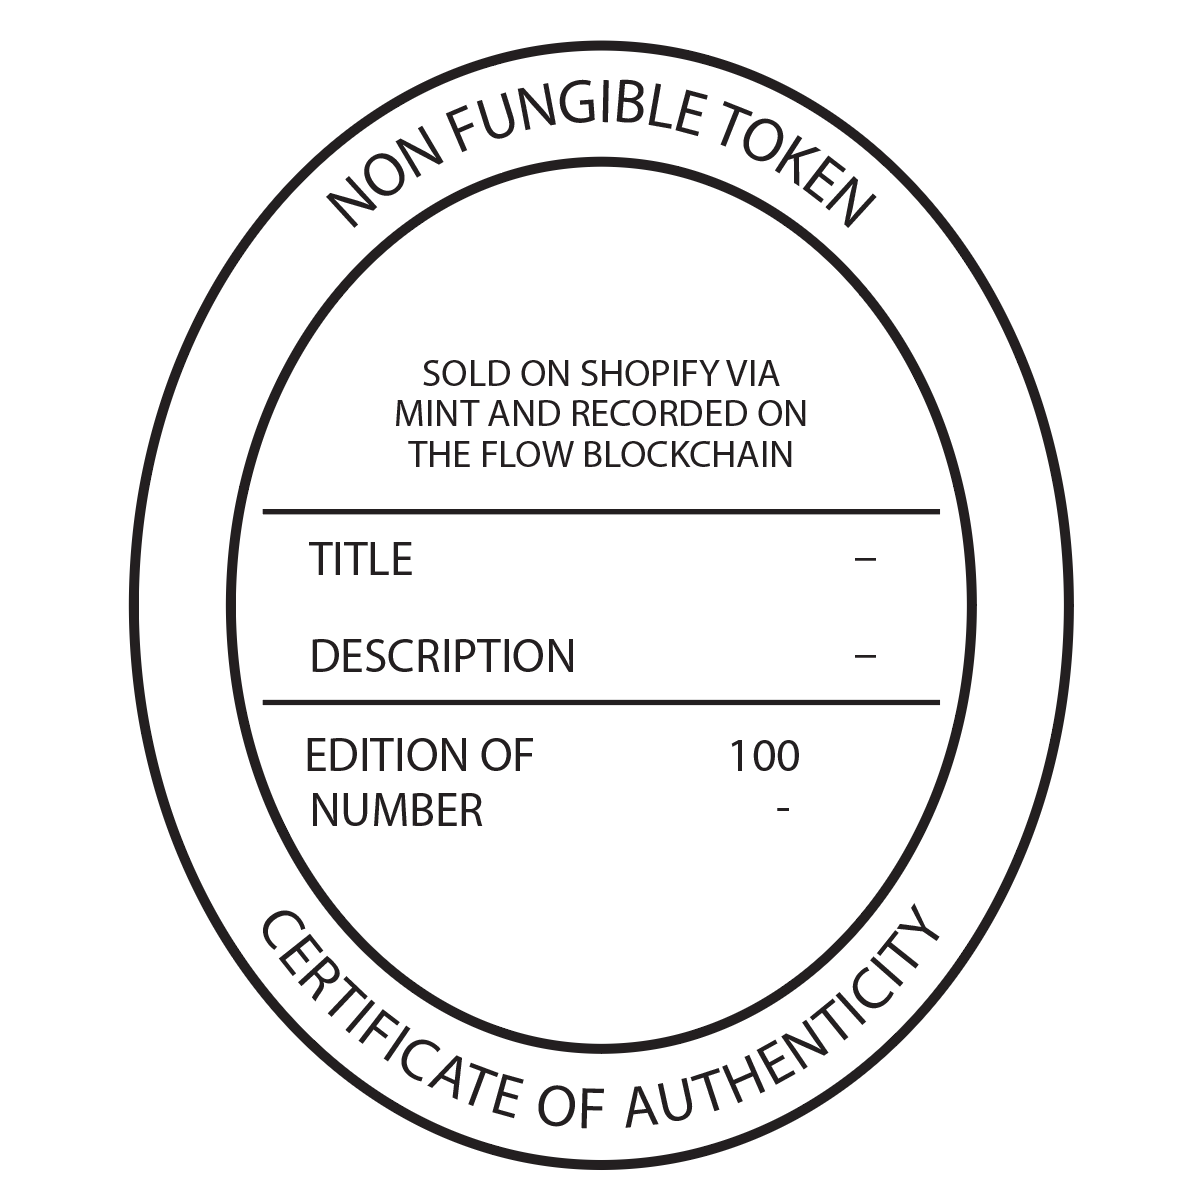 NON FUNGIBLE TOKEN
SOLD ON SHOPIFY VIA
MINT AND RECORDED ON
THE FLOW BLOCKCHAIN
TITLE –
DESCRIPTION –
EDITION OF 100
NUMBER -
CERTIFICATE OF AUTHENTICITY